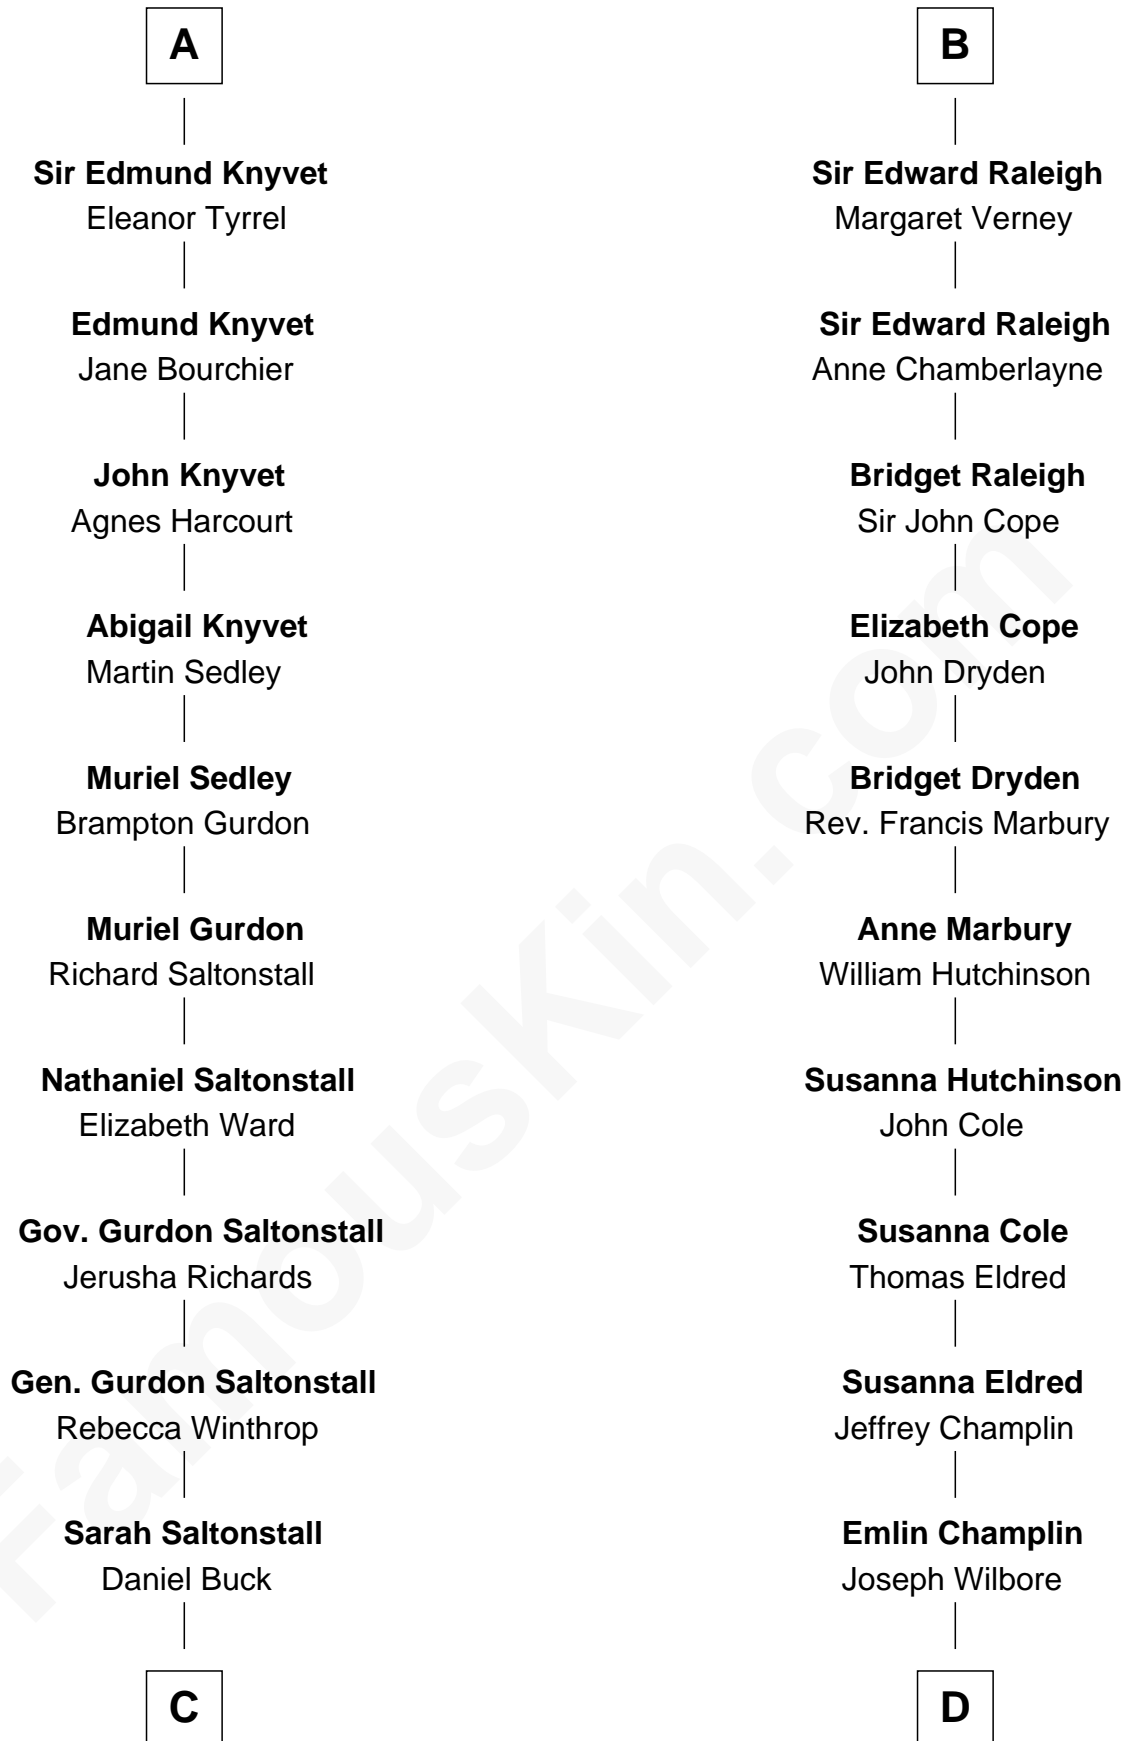 A
Sir Edmund Knyvet
Eleanor Tyrrel
Edmund Knyvet
Jane Bourchier
John Knyvet
Agnes Harcourt
Abigail Knyvet
Martin Sedley
Muriel Sedley
Brampton Gurdon
Muriel Gurdon
Richard Saltonstall
Nathaniel Saltonstall
Elizabeth Ward
Gov. Gurdon Saltonstall
Jerusha Richards
Gen. Gurdon Saltonstall
Rebecca Winthrop
Sarah Saltonstall
Daniel Buck
C
B
Sir Edward Raleigh
Margaret Verney
Sir Edward Raleigh
Anne Chamberlayne
Bridget Raleigh
Sir John Cope
Elizabeth Cope
John Dryden
Bridget Dryden
Rev. Francis Marbury
Anne Marbury
William Hutchinson
Susanna Hutchinson
John Cole
Susanna Cole
Thomas Eldred
Susanna Eldred
Jeffrey Champlin
Emlin Champlin
Joseph Wilbore
D
FamousKin.com